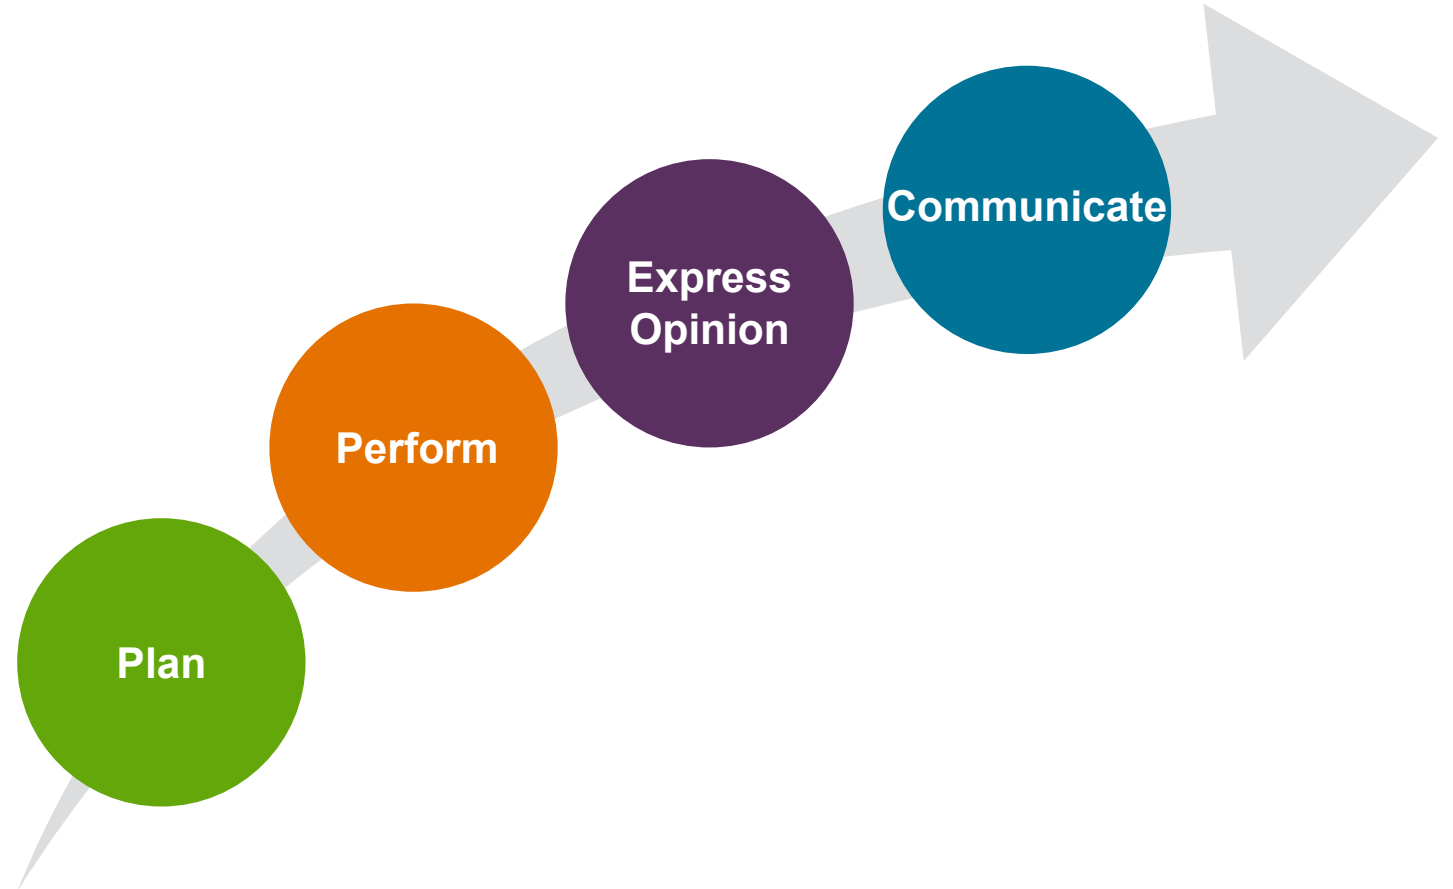 Plan
Perform
Express
Opinion
Communicate